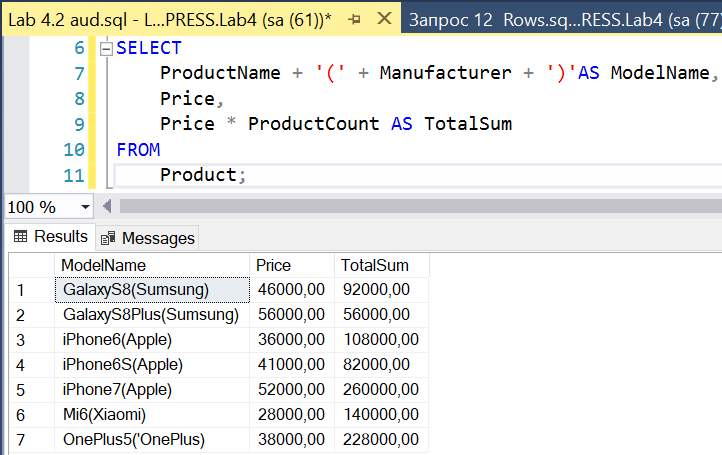 Lab 4.2 aud.sql - L...PRESS.Lab4 (sa (61))* Запрос 12 Rows.sq...RESS.Lab4 (sa (77)
6 SELECT
7 ProductName + '(' + Manufacturer + ')'AS ModelName,
8 Price,
9 Price * ProductCount AS TotalSum
10 FROM
11 Product;
100 %
Results Messages
ModelName Price TotalSum
1 GalaxyS8(Sumsung) 46000,00 92000,00
2 GalaxyS8Plus(Sumsung) 56000,00 56000,00
3 iPhone6(Apple) 36000,00 108000,00
4 iPhone6S(Apple) 41000,00 82000,00
5 iPhone7(Apple) 52000,00 260000,00
6 Mi6(Xiaomi) 28000,00 140000,00
7 OnePlus5('OnePlus) 38000,00 228000,00